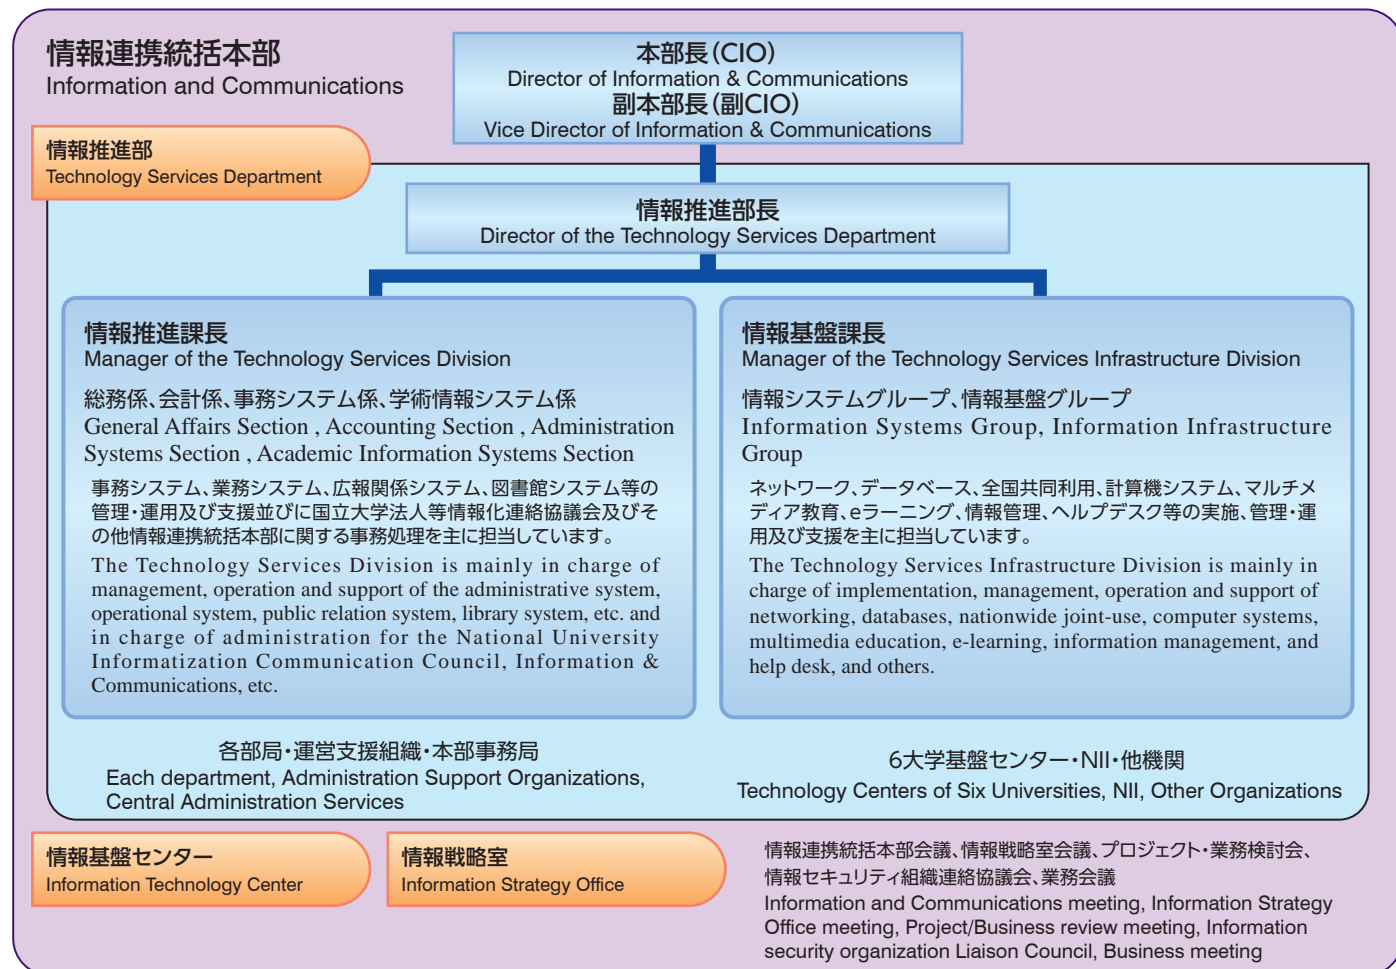 情報連携統括本部
Information and Communications
本部長（CIO）
Director of Information & Communications
副本部長（副CIO）
Vice Director of Information & Communications
情報推進部
Technology Services Department
情報推進部長
Director of the Technology Services Department
情報推進課長
Manager of the Technology Services Division
総務係、会計係、事務システム係、学術情報システム係
General Affairs Section , Accounting Section , Administration
Systems Section , Academic Information Systems Section
事務システム、業務システム、広報関係システム、図書館システム等の
管理・運用及び支援並びに国立大学法人等情報化連絡協議会及びそ
の他情報連携統括本部に関する事務処理を主に担当しています。
The Technology Services Division is mainly in charge of
management, operation and support of the administrative system,
operational system, public relation system, library system, etc. and
in charge of administration for the National University
Informatization Communication Council, Information &
Communications, etc.
情報基盤課長
Manager of the Technology Services Infrastructure Division
情報システムグループ、情報基盤グループ
Information Systems Group, Information Infrastructure
Group
ネットワーク、データベース、全国共同利用、計算機システム、マルチメ
ディア教育、eラーニング、情報管理、ヘルプデスク等の実施、管理・運
用及び支援を主に担当しています。
The Technology Services Infrastructure Division is mainly in
charge of implementation, management, operation and support of
networking, databases, nationwide joint-use, computer systems,
multimedia education, e-learning, information management, and
help desk, and others.
各部局・運営支援組織・本部事務局
Each department, Administration Support Organizations,
Central Administration Services
6大学基盤センター・NII・他機関
Technology Centers of Six Universities, NII, Other Organizations
情報基盤センター
Information Technology Center
情報戦略室
Information Strategy Office
情報連携統括本部会議、情報戦略室会議、プロジェクト・業務検討会、
情報セキュリティ組織連絡協議会、業務会議
Information and Communications meeting, Information Strategy
Office meeting, Project/Business review meeting, Information
security organization Liaison Council, Business meeting